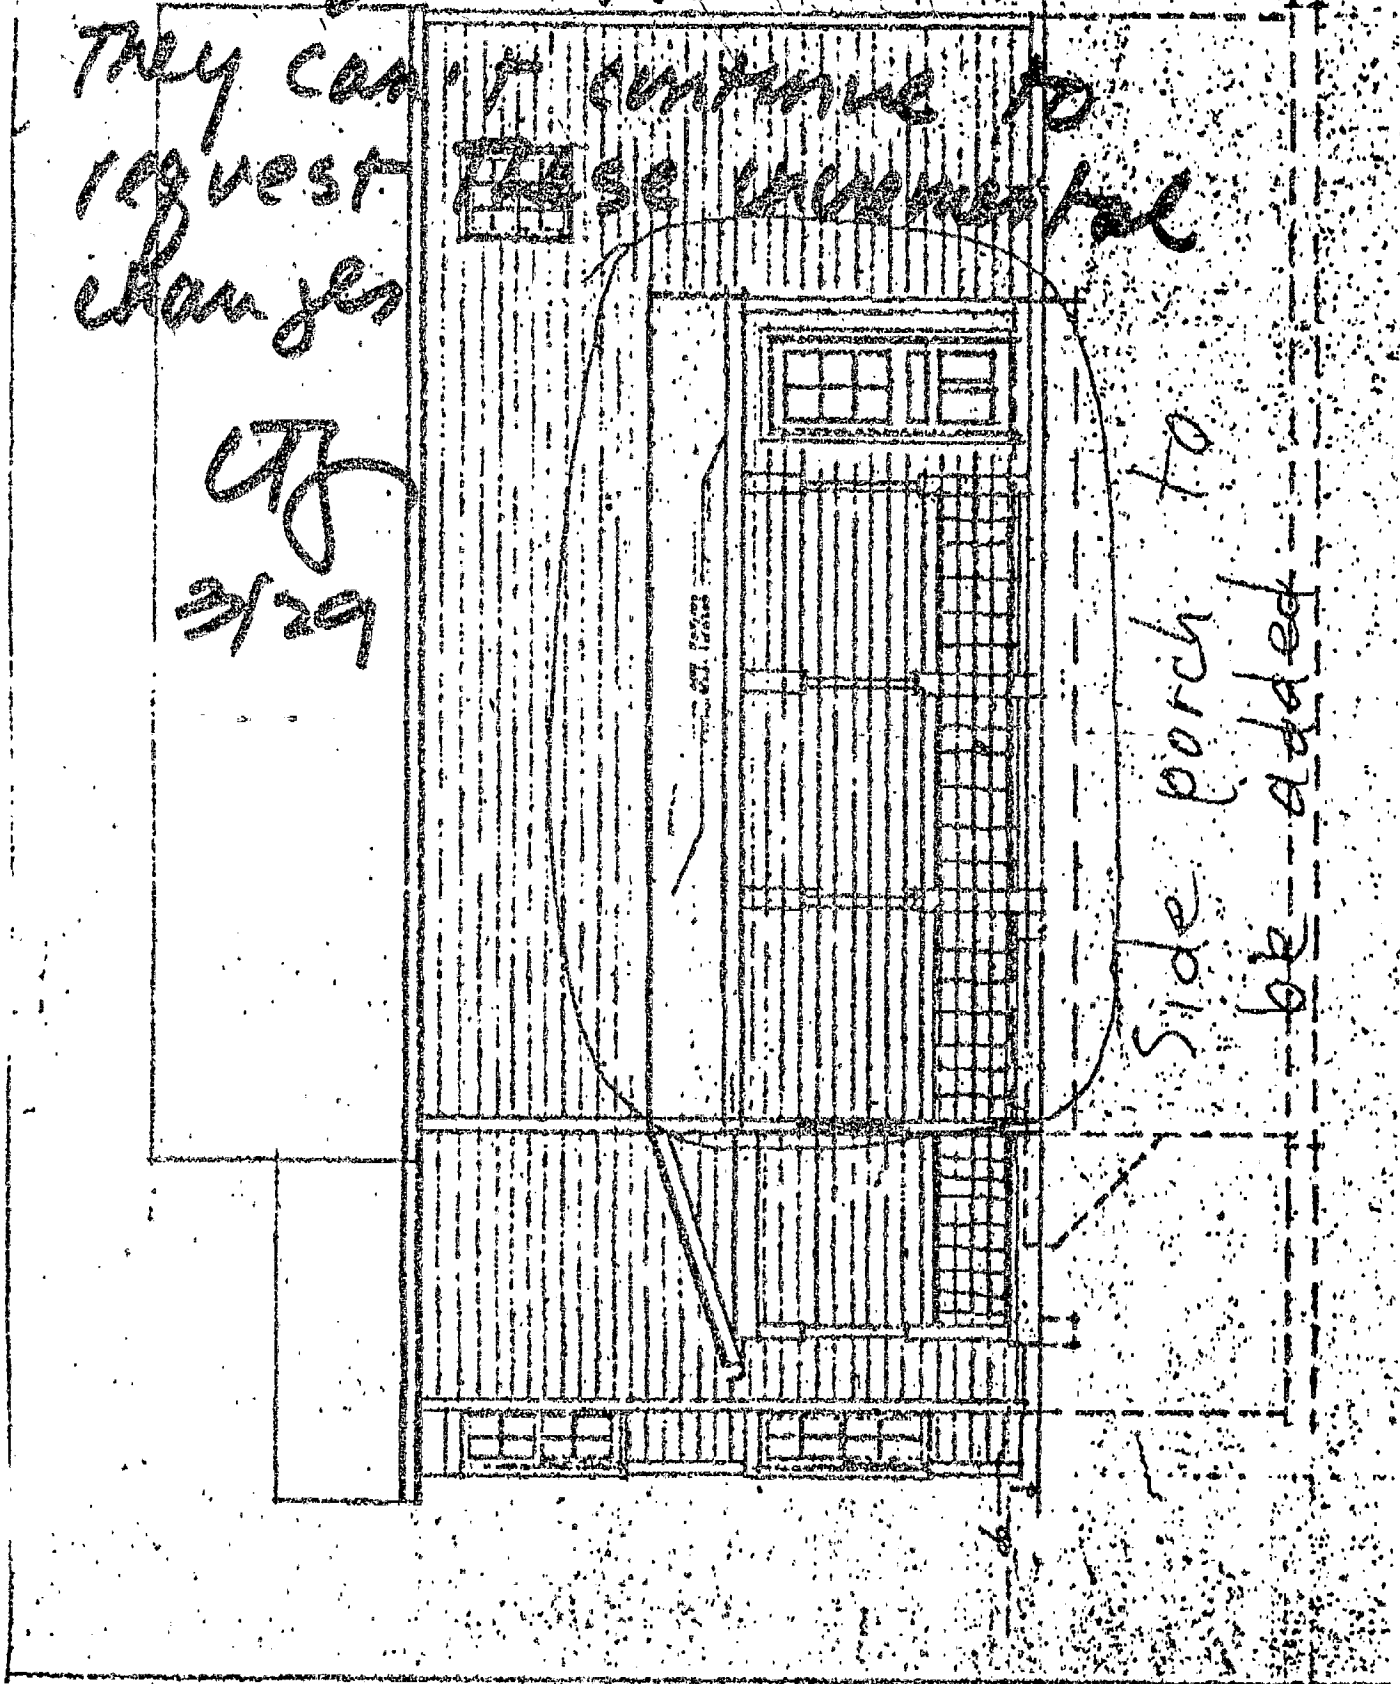 They can't continue to
request these incremental
changes
3/29
Side porch to
be added